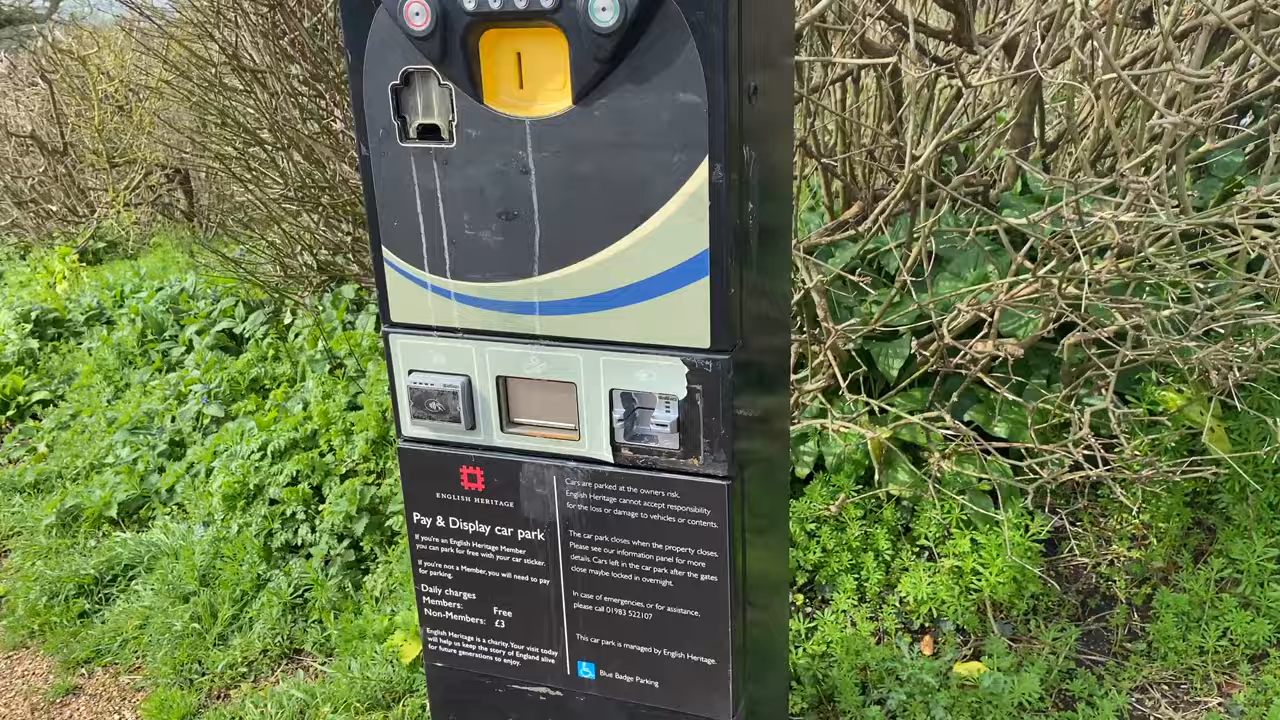 ENGLISH HERITAGE
Pay & Display car park
If you're an English Heritage Member
you can park for free with your car sticker.
If you're not a Member, you will need to pay
for parking.
Daily charges
Members: Free
Non-Members: £3
English Heritage is a charity. Your visit today
will help us keep the story of England alive
for future generations to enjoy.
Cars are parked at the owners risk.
English Heritage cannot accept responsibility
for the loss or damage to vehicles or contents.
The car park closes when the property closes.
Please see our information panel for more
details. Cars left in the car park after the gates
close maybe locked in overnight.
In case of emergencies, or for assistance,
please call 01983 522107
This car park is managed by English Heritage.
Blue Badge Parking